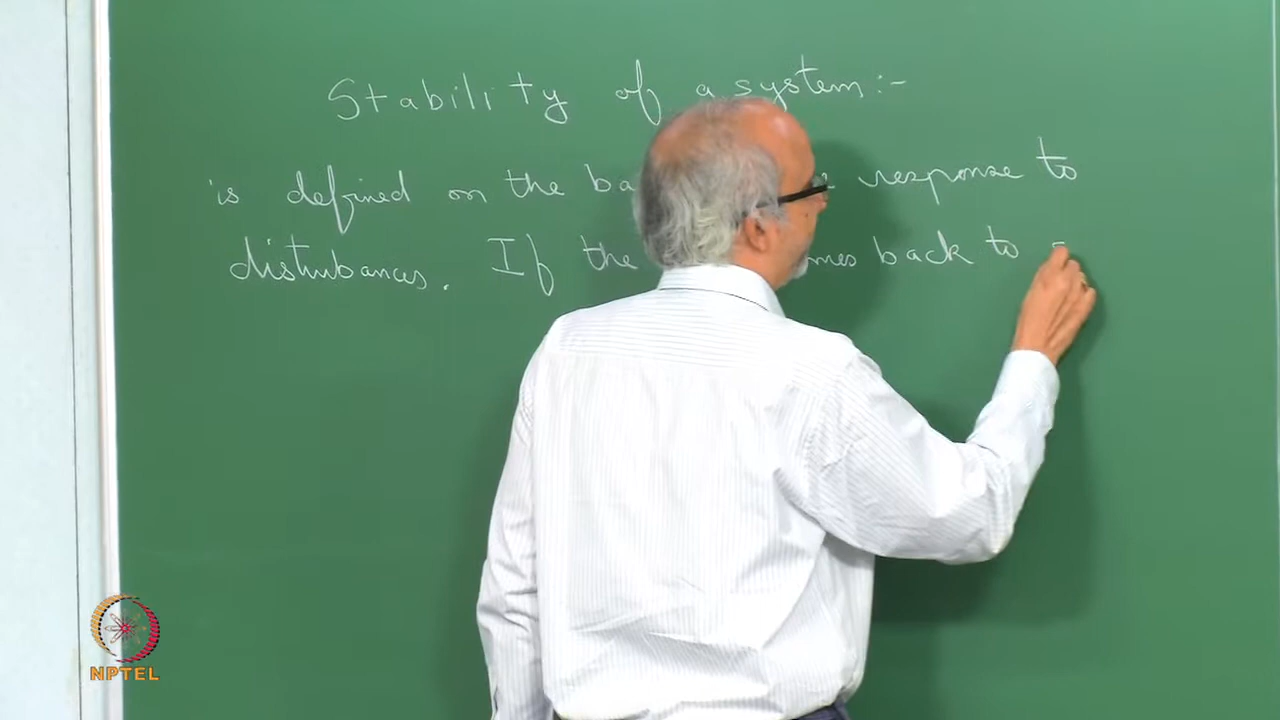 Stability of a system:-
is defined on the ba response to
disturbances. If the mes back to
NPTEL